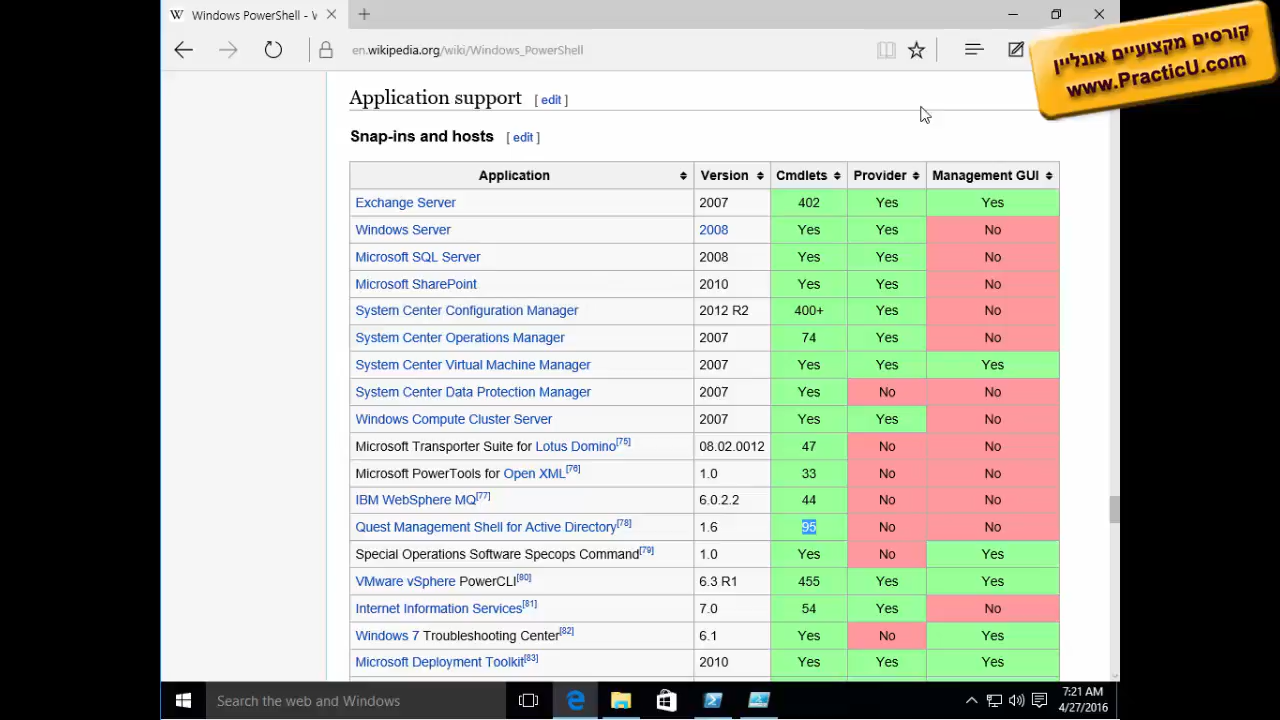 Windows PowerShell - W
en.wikipedia.org/wiki/Windows_PowerShell
קורסים מקצועיים אונליין
www.PracticU.com
Application support [ edit ]
Snap-ins and hosts [ edit ]
Application Version Cmdlets Provider Management GUI
Exchange Server 2007 402 Yes Yes
Windows Server 2008 Yes Yes No
Microsoft SQL Server 2008 Yes Yes No
Microsoft SharePoint 2010 Yes Yes No
System Center Configuration Manager 2012 R2 400+ Yes No
System Center Operations Manager 2007 74 Yes No
System Center Virtual Machine Manager 2007 Yes Yes Yes
System Center Data Protection Manager 2007 Yes No No
Windows Compute Cluster Server 2007 Yes Yes No
Microsoft Transporter Suite for Lotus Domino[75] 08.02.0012 47 No No
Microsoft PowerTools for Open XML[76] 1.0 33 No No
IBM WebSphere MQ[77] 6.0.2.2 44 No No
Quest Management Shell for Active Directory[78] 1.6 95 No No
Special Operations Software Specops Command[79] 1.0 Yes No Yes
VMware vSphere PowerCLI[80] 6.3 R1 455 Yes Yes
Internet Information Services[81] 7.0 54 Yes No
Windows 7 Troubleshooting Center[82] 6.1 Yes No Yes
Microsoft Deployment Toolkit[83] 2010 Yes Yes Yes
Search the web and Windows
7:21 AM
4/27/2016